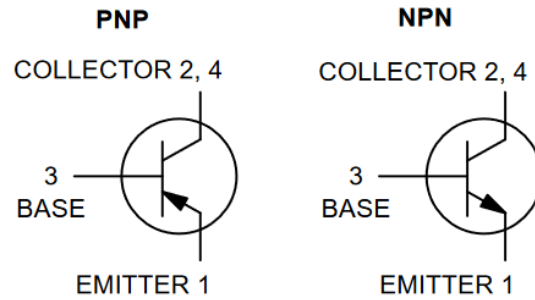 PNP
COLLECTOR 2, 4
3
BASE
EMITTER 1
NPN
COLLECTOR 2, 4
3
BASE
EMITTER 1